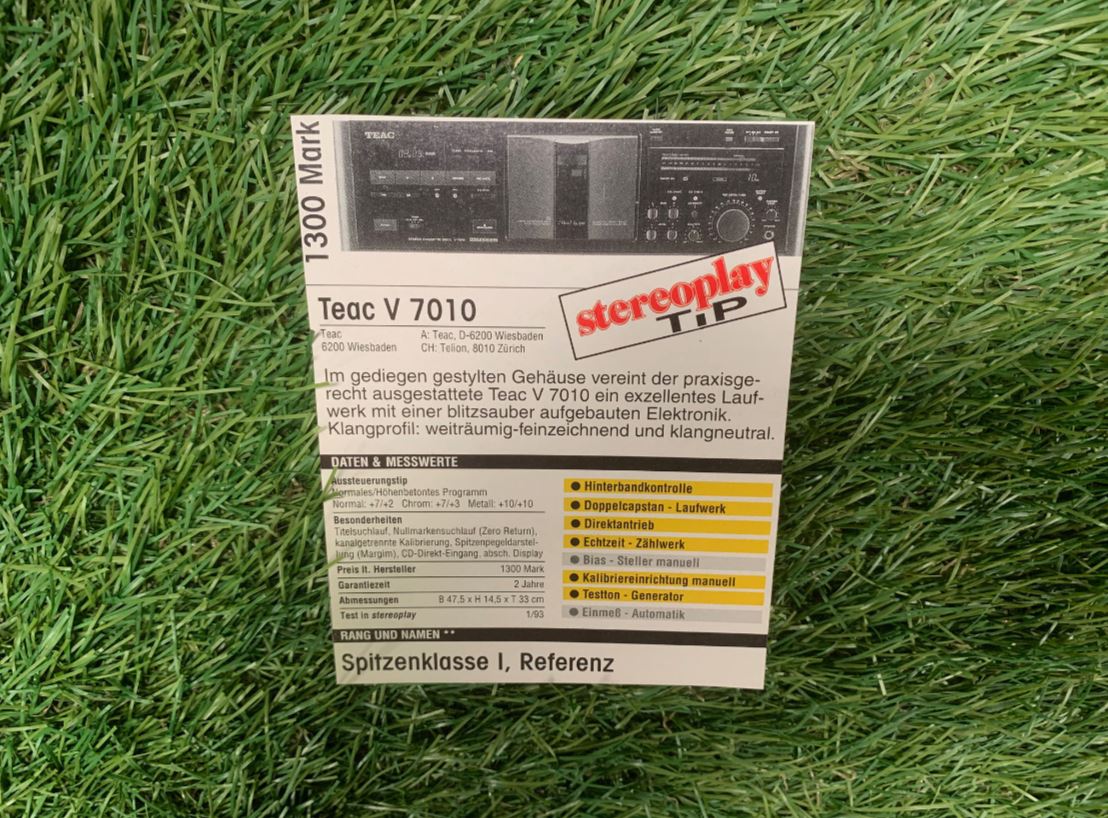 1300 Mark
TEAC
stereoplay
TIP
Teac V 7010
Teac
6200 Wiesbaden
A: Teac, D-6200 Wiesbaden
CH: Telion, 8010 Zürich
Im gediegen gestylten Gehäuse vereint der praxisge-
recht ausgestattete Teac V 7010 ein exzellentes Lauf-
werk mit einer blitzsauber aufgebauten Elektronik.
Klangprofil: weiträumig-feinzeichnend und klangneutral.
DATEN & MESSWERTE
Aussteuerungstip
Normales/Höhenbetontes Programm
Normal: +7/+2 Chrom: +7/+3 Metall: +10/+10
Besonderheiten
Titelsuchlauf, Nullmarkensuchlauf (Zero Return),
kanalgetrennte Kalibrierung, Spitzenpegeldarstel-
lung (Margim), CD-Direkt-Eingang, absch. Display
Preis lt. Hersteller 1300 Mark
Garantiezeit 2 Jahre
Abmessungen B 47,5 x H 14,5 x T 33 cm
Test in stereoplay 1/93
● Hinterbandkontrolle
● Doppelcapstan - Laufwerk
● Direktantrieb
● Echtzeit - Zählwerk
● Bias - Steller manuell
● Kalibriereinrichtung manuell
● Testton - Generator
● Einmeß - Automatik
RANG UND NAMEN **
Spitzenklasse I, Referenz